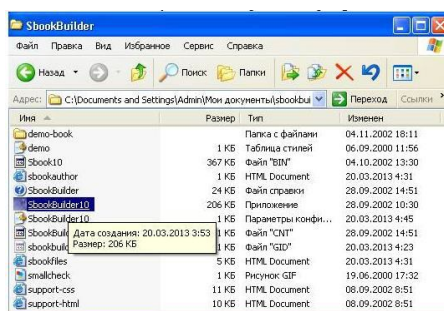 SbookBuilder
Файл Правка Вид Избранное Сервис Справка
Назад Поиск Папки
Адрес: C:\Documents and Settings\Admin\Мои документы\sbookbui Переход Ссылки
Имя Размер Тип Изменен
demo-book Папка с файлами 04.11.2002 18:11
demo 1 КБ Таблица стилей 06.09.2000 11:56
Sbook10 367 КБ Файл "BIN" 04.10.2002 13:30
sbookauthor 1 КБ HTML Document 20.03.2013 4:31
SbookBuilder 24 КБ Файл справки 28.09.2002 14:51
SbookBuilder10 206 КБ Приложение 28.09.2002 10:30
SbookBuilder10 1 КБ Параметры конфи... 20.03.2013 4:45
SbookBuil 1 КБ Файл "CNT" 28.09.2002 14:51
sbookbuild 1 КБ Файл "GID" 20.03.2013 4:23
Дата создания: 20.03.2013 3:53
Размер: 206 КБ
sbookfiles 5 КБ HTML Document 20.03.2013 4:31
smallcheck 1 КБ Рисунок GIF 19.06.2000 17:32
support-css 11 КБ HTML Document 08.09.2002 8:51
support-html 10 КБ HTML Document 08.09.2002 8:51